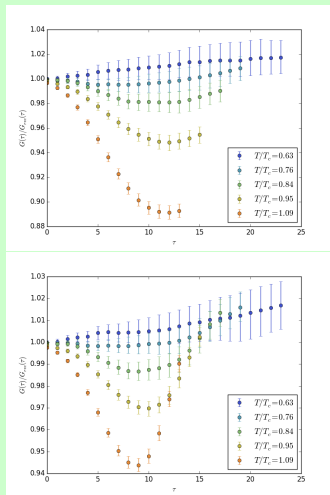 1.04
1.02
1.00
0.98
0.96
0.94
0.92
0.90
0.88
G(τ)/G_rec(τ)
0 5 10 15 20 25
τ
T/T_c=0.63
T/T_c=0.76
T/T_c=0.84
T/T_c=0.95
T/T_c=1.09
1.03
1.02
1.01
1.00
0.99
0.98
0.97
0.96
0.95
0.94
G(τ)/G_rec(τ)
0 5 10 15 20 25
τ
T/T_c=0.63
T/T_c=0.76
T/T_c=0.84
T/T_c=0.95
T/T_c=1.09